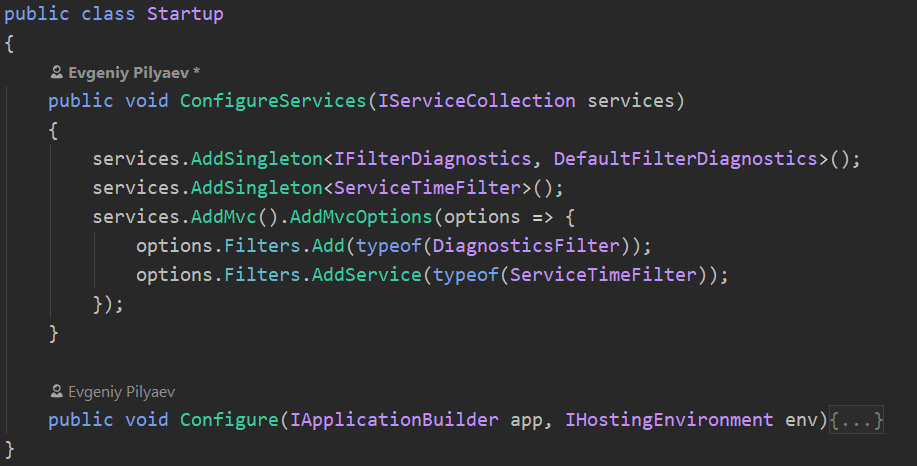 public class Startup
{
Evgeniy Pilyaev *
public void ConfigureServices(IServiceCollection services)
{
services.AddSingleton<IFilterDiagnostics, DefaultFilterDiagnostics>();
services.AddSingleton<ServiceTimeFilter>();
services.AddMvc().AddMvcOptions(options => {
options.Filters.Add(typeof(DiagnosticsFilter));
options.Filters.AddService(typeof(ServiceTimeFilter));
});
}
Evgeniy Pilyaev
public void Configure(IApplicationBuilder app, IHostingEnvironment env){...}
}